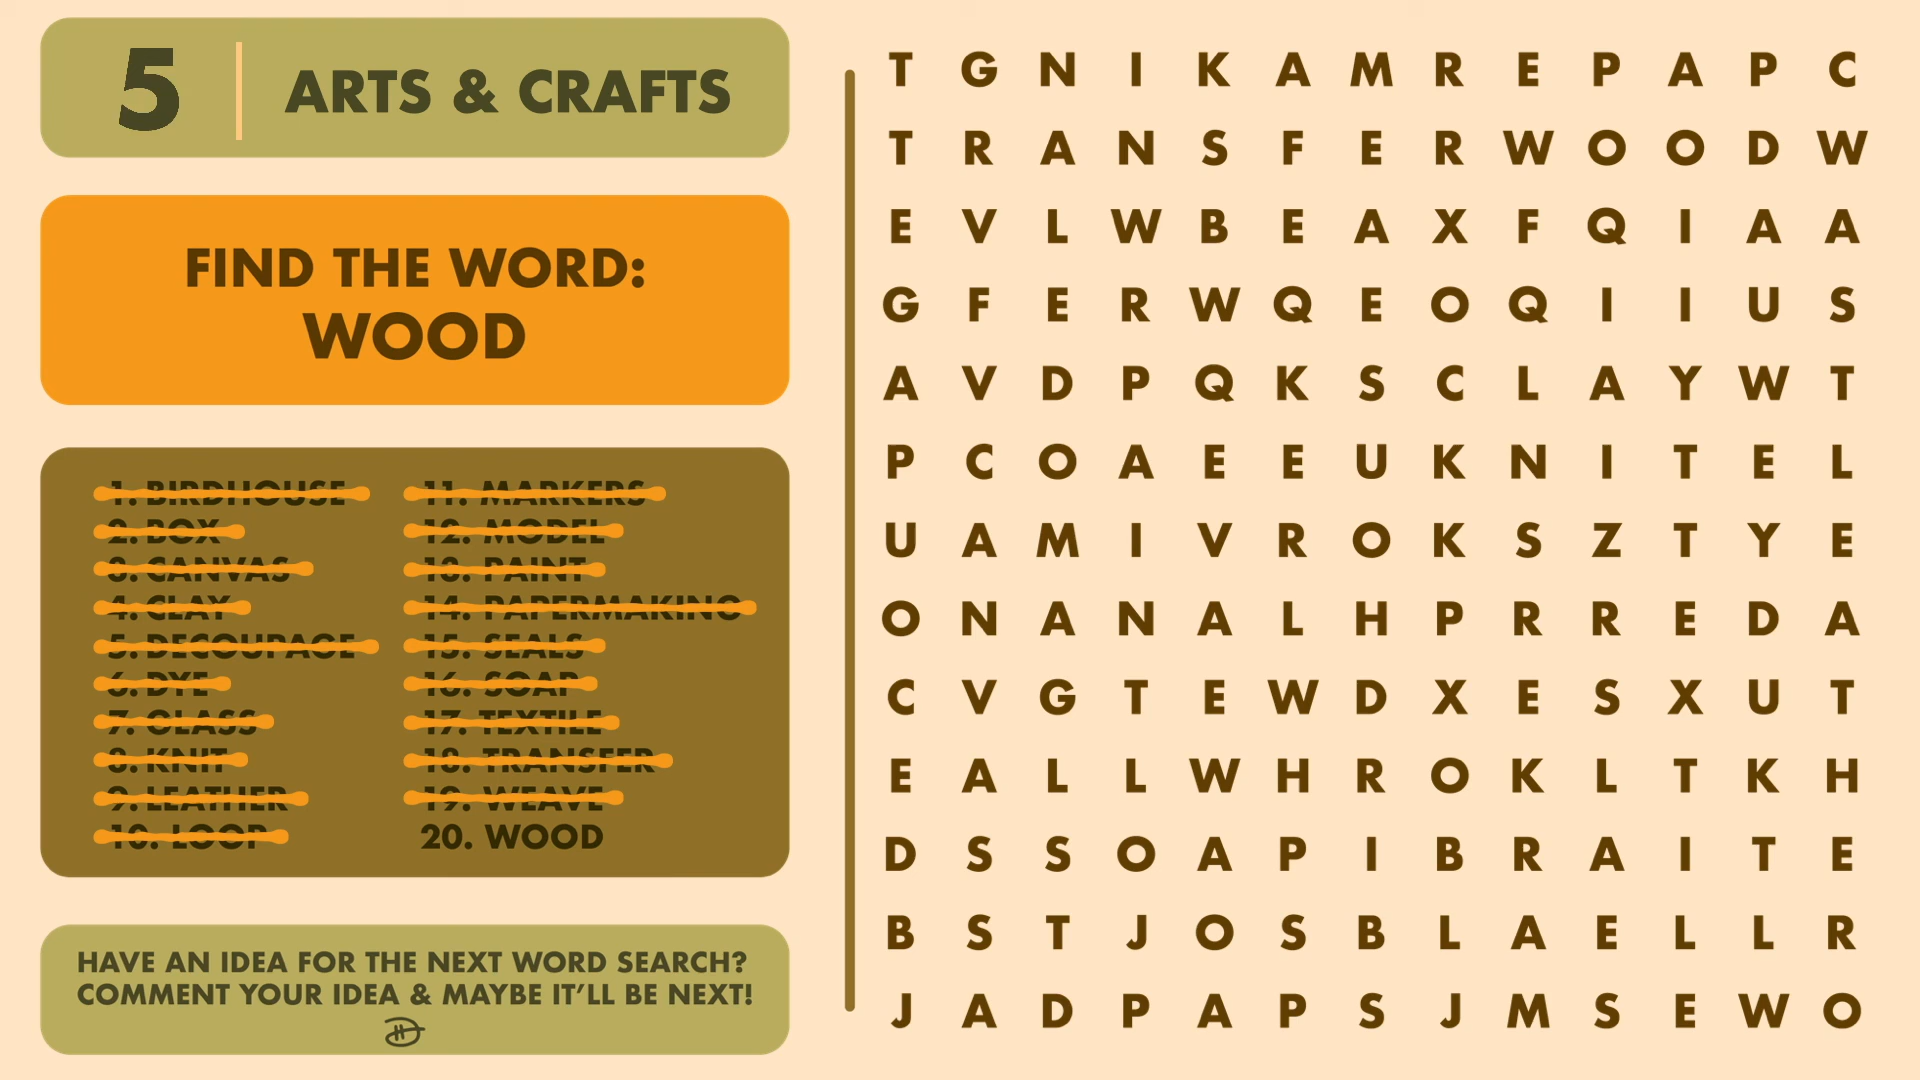 5 ARTS & CRAFTS
FIND THE WORD:
WOOD
1. BIRDHOUSE
2. BOX
3. CANVAS
4. CLAY
5. DECOUPAGE
6. DYE
7. GLASS
8. KNIT
9. LEATHER
10. LOOP
11. MARKERS
12. MODEL
13. PAINT
14. PAPERMAKING
15. SEALS
16. SOAP
17. TEXTILE
18. TRANSFER
19. WEAVE
20. WOOD
HAVE AN IDEA FOR THE NEXT WORD SEARCH?
COMMENT YOUR IDEA & MAYBE IT'LL BE NEXT!
T G N I K A M R E P A P C
T R A N S F E R W O O D W
E V L W B E A X F Q I A A
G F E R W Q E O Q I I U S
A V D P Q K S C L A Y W T
P C O A E E U K N I T E L
U A M I V R O K S Z T Y E
O N A N A L H P R R E D A
C V G T E W D X E S X U T
E A L L W H R O K L T K H
D S S O A P I B R A I T E
B S T J O S B L A E L L R
J A D P A P S J M S E W O